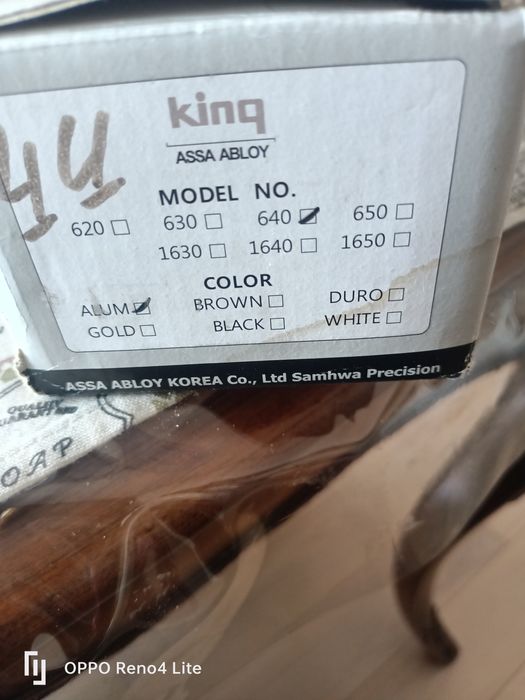 king
ASSA ABLOY
MODEL NO.
620 ☐ 630 ☐ 640 ☑ 650 ☐
1630 ☐ 1640 ☐ 1650 ☐
COLOR
ALUM ☑ BROWN ☐ DURO ☐
GOLD ☐ BLACK ☐ WHITE ☐
ASSA ABLOY KOREA Co., Ltd Samhwa Precision
SOAP
OPPO Reno4 Lite